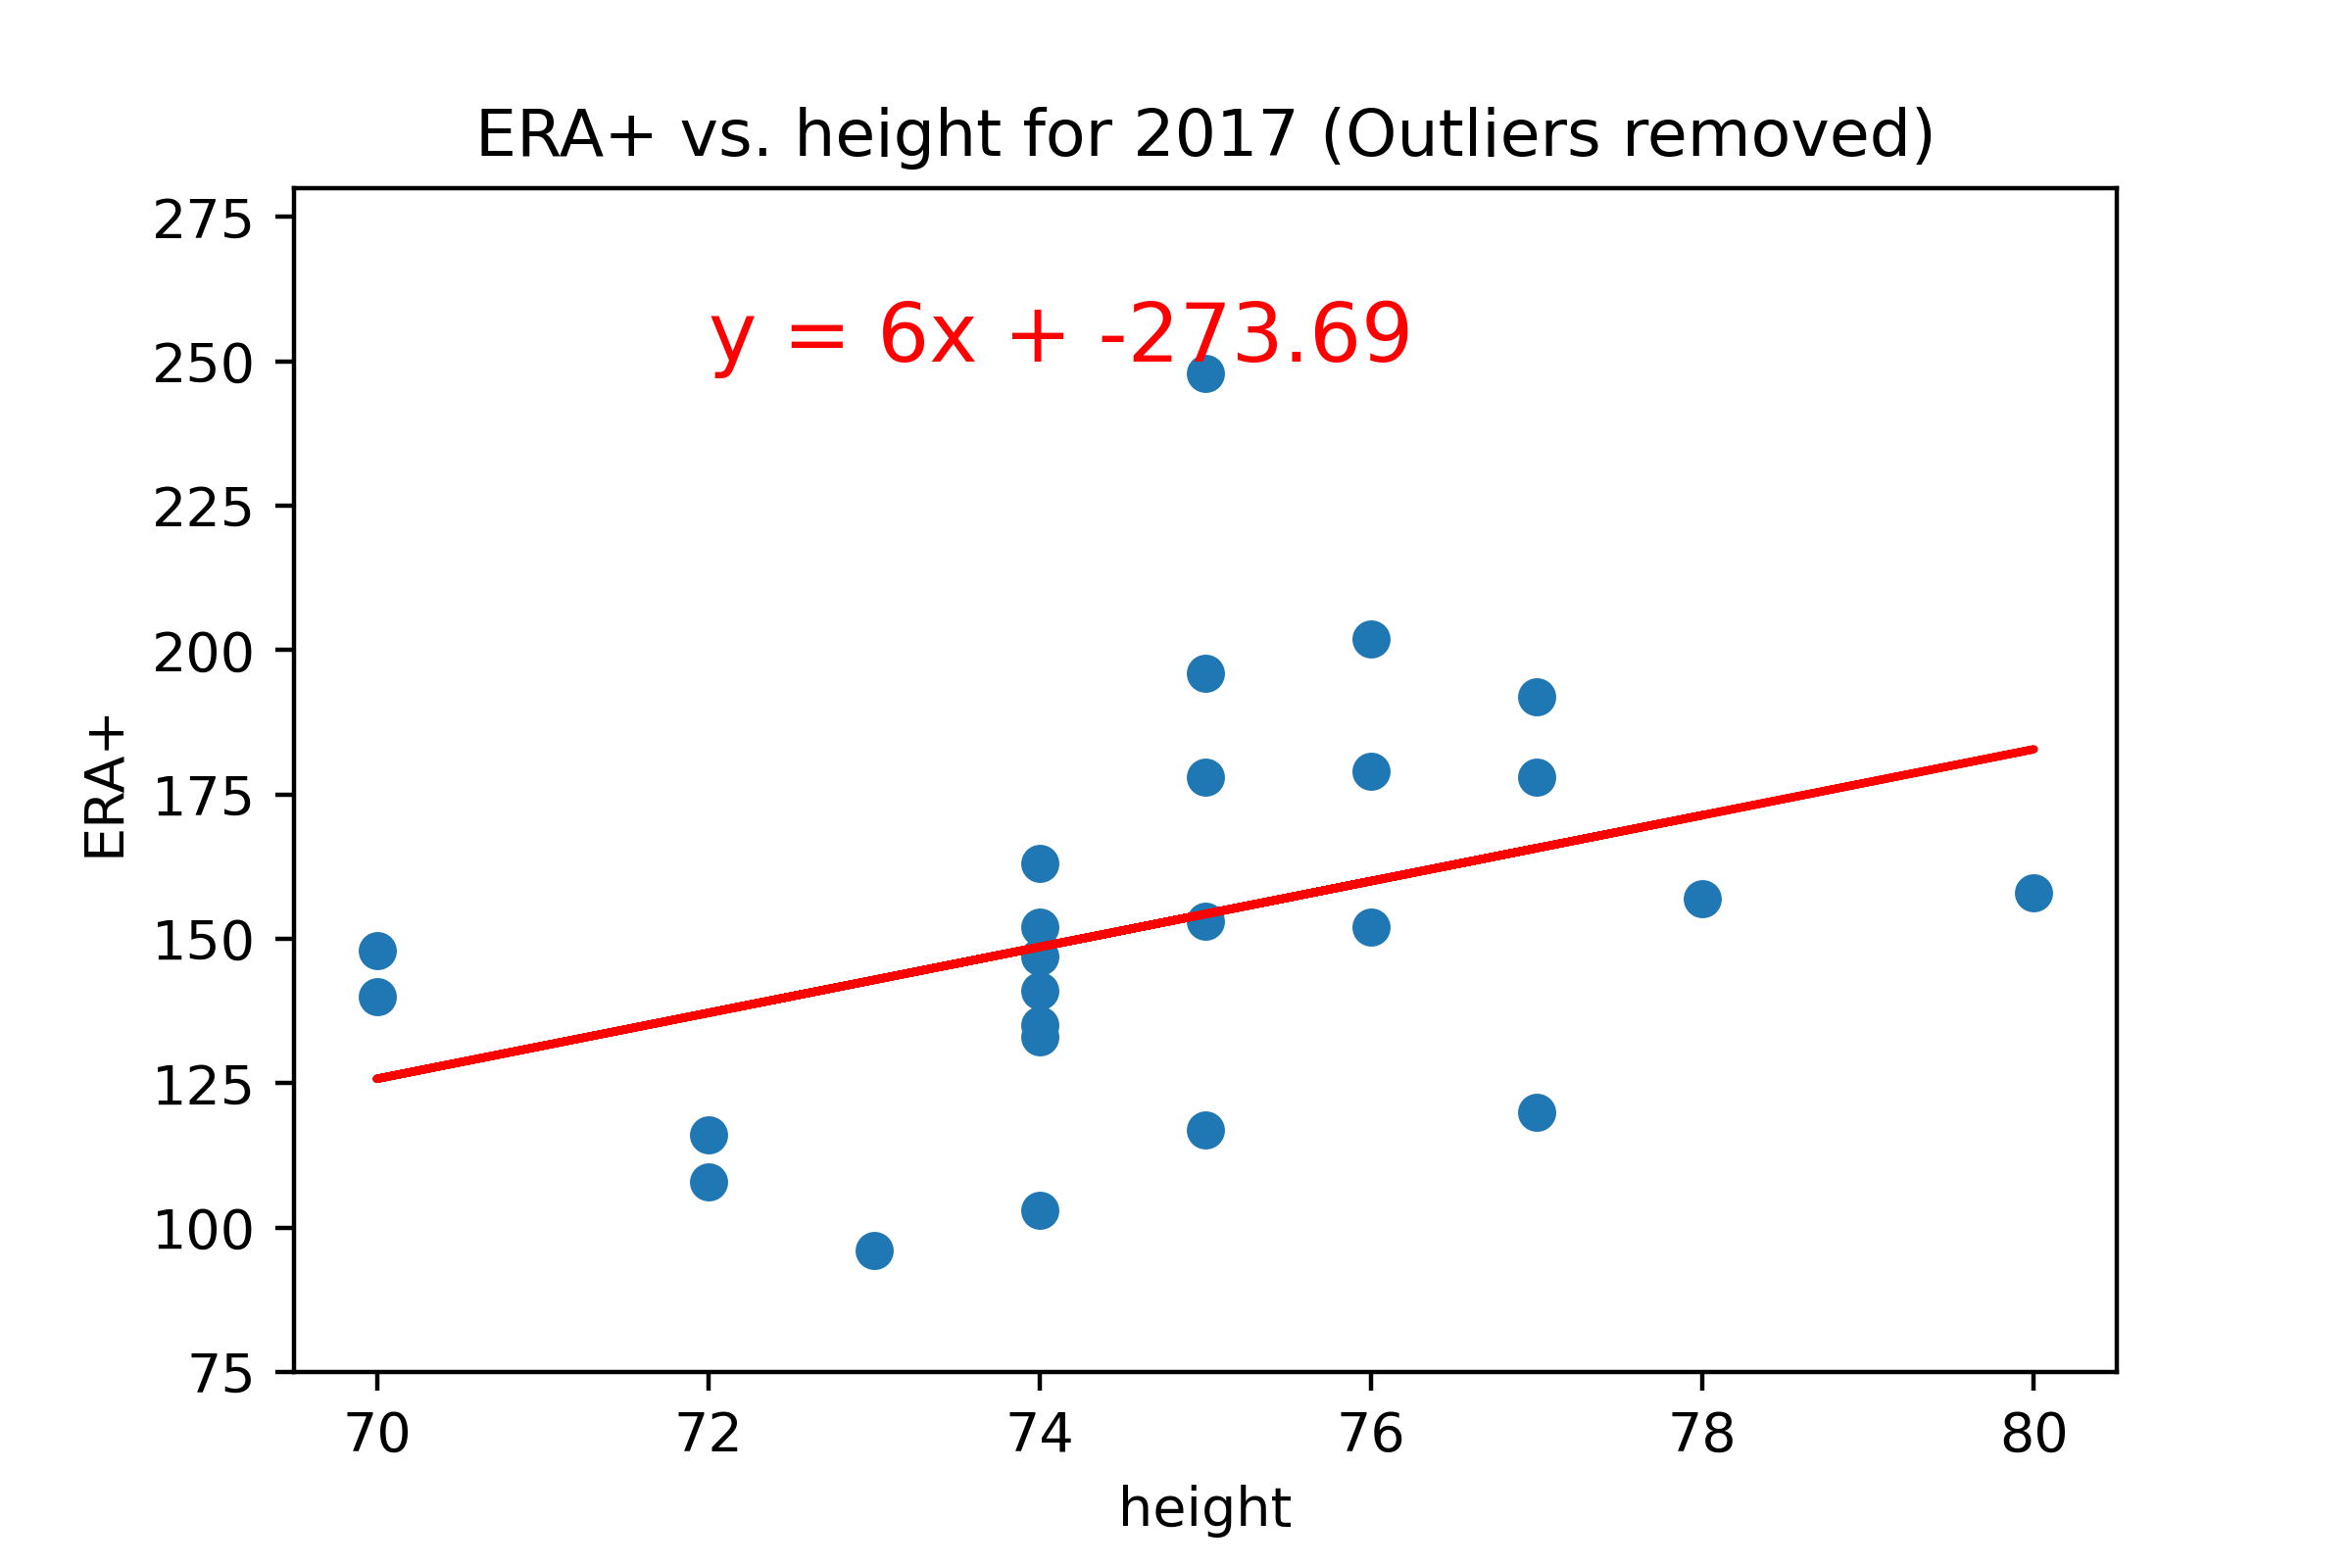 ERA+ vs. height for 2017 (Outliers removed)
275
250
225
200
175
150
125
100
75
ERA+
y = 6x + -273.69
70 72 74 76 78 80
height